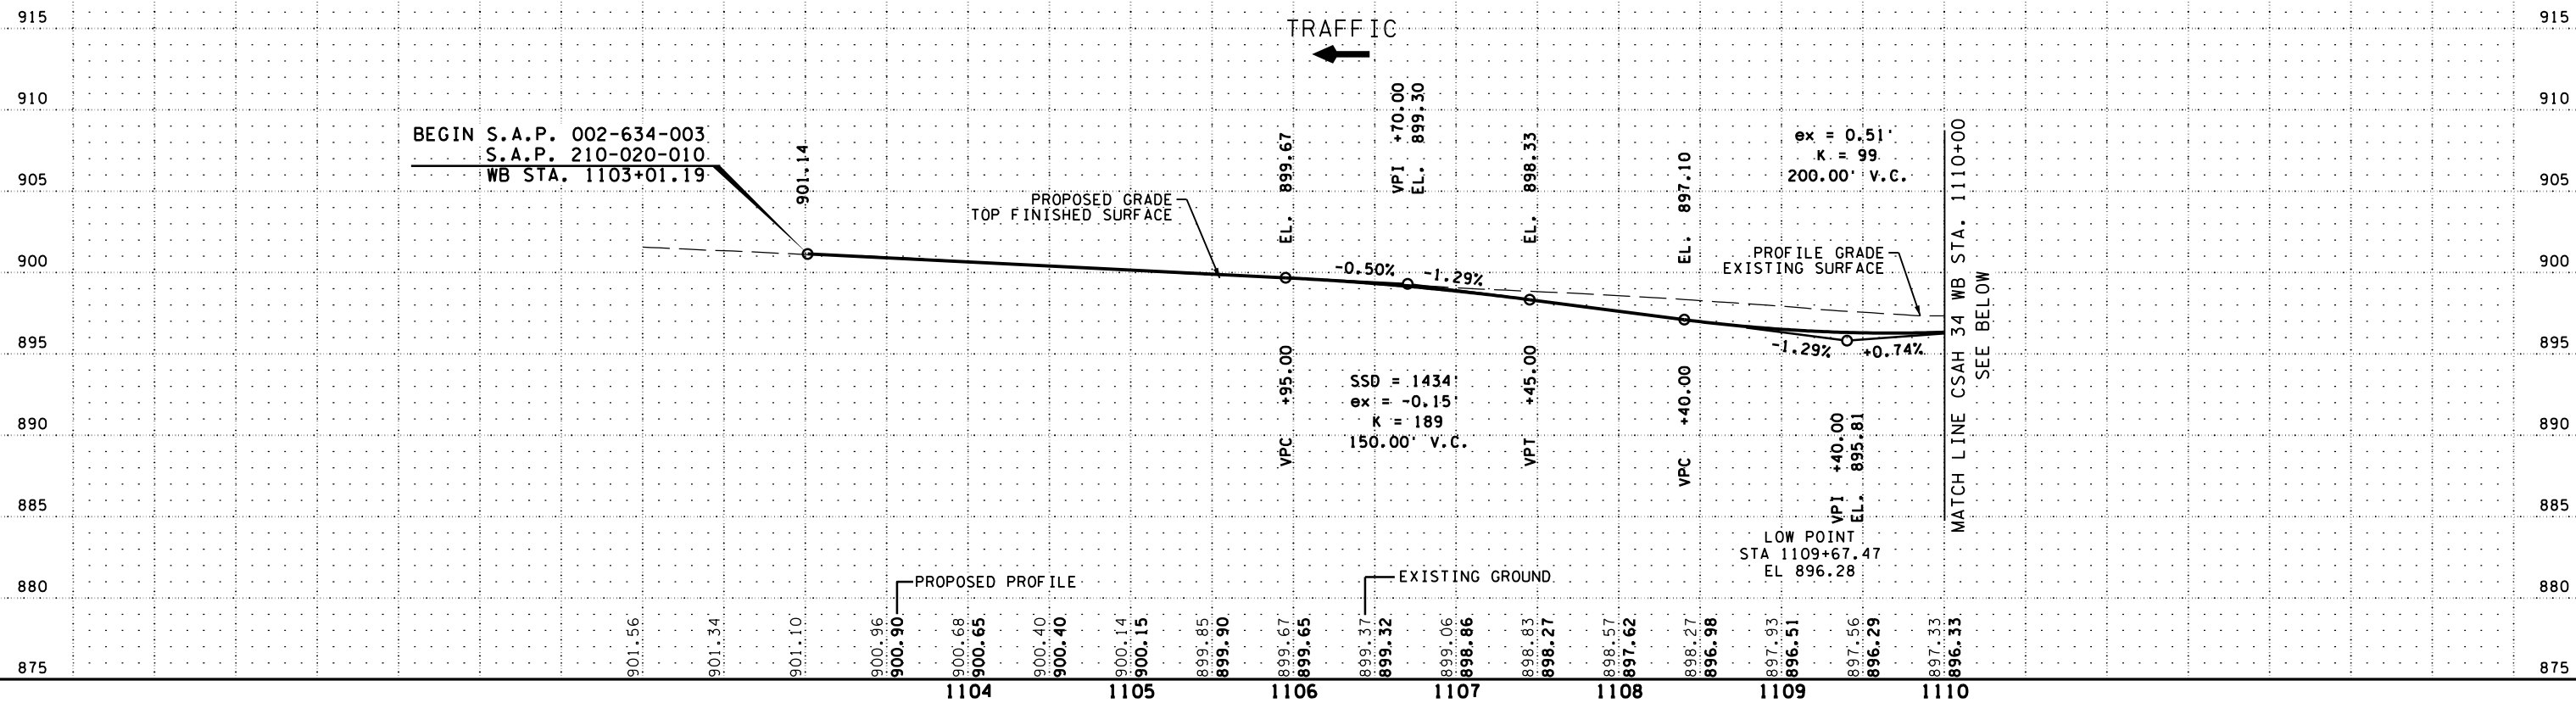 915
915
TRAFFIC
910
910
+70.00
VPI
EL. 899.30
BEGIN S.A.P. 002-634-003
S.A.P. 210-020-010
WB STA. 1103+01.19
901.14
EL. 899.67
EL. 898.33
EL. 897.10
ex = 0.51'
K = 99
200.00' V.C.
MATCH LINE CSAH 34 WB STA. 1110+00
SEE BELOW
905
905
PROPOSED GRADE
TOP FINISHED SURFACE
PROFILE GRADE
EXISTING SURFACE
900
900
-0.50%
-1.29%
895
895
-1.29%
+0.74%
SSD = 1434'
ex = -0.15'
K = 189
150.00' V.C.
VPC +95.00
VPT +45.00
VPC +40.00
VPI +40.00
EL. 895.81
890
890
885
885
LOW POINT
STA 1109+67.47
EL 896.28
880
880
PROPOSED PROFILE
EXISTING GROUND
901.56
901.34
901.10
900.96
900.90
900.68
900.65
900.40
900.40
900.14
900.15
899.85
899.90
899.67
899.65
899.37
899.32
899.06
898.86
898.83
898.27
898.57
897.62
898.27
896.98
897.93
896.51
897.56
896.29
897.33
896.33
875
875
1104
1105
1106
1107
1108
1109
1110